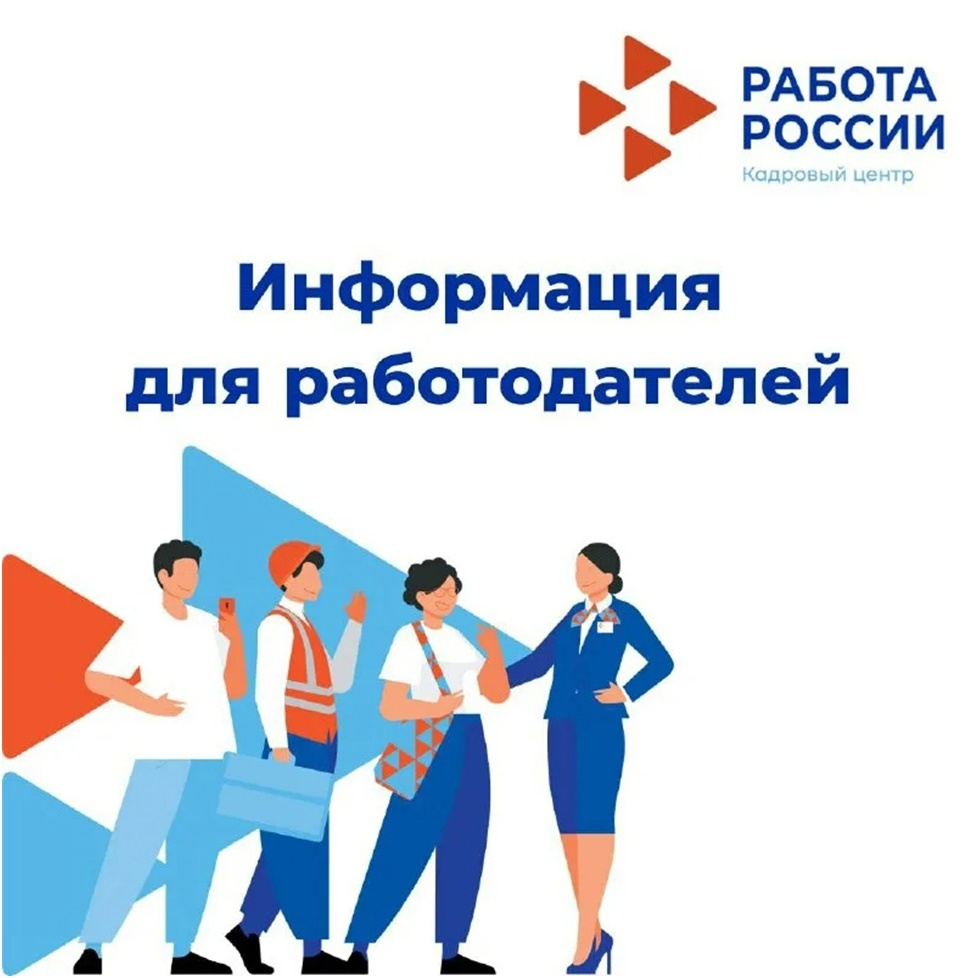 РАБОТА
РОССИИ
Кадровый центр
Информация
для работодателей